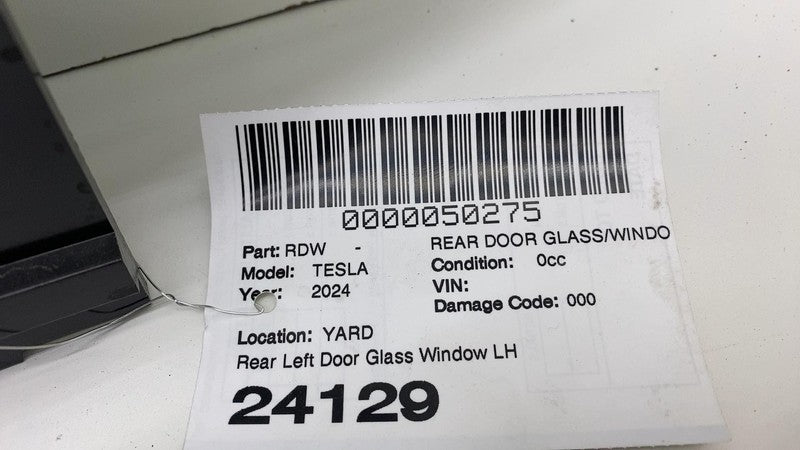 0000050275
Part: RDW - REAR DOOR GLASS/WINDO
Model: TESLA Condition: 0cc
Year: 2024 VIN:
Damage Code: 000
Location: YARD
Rear Left Door Glass Window LH
24129